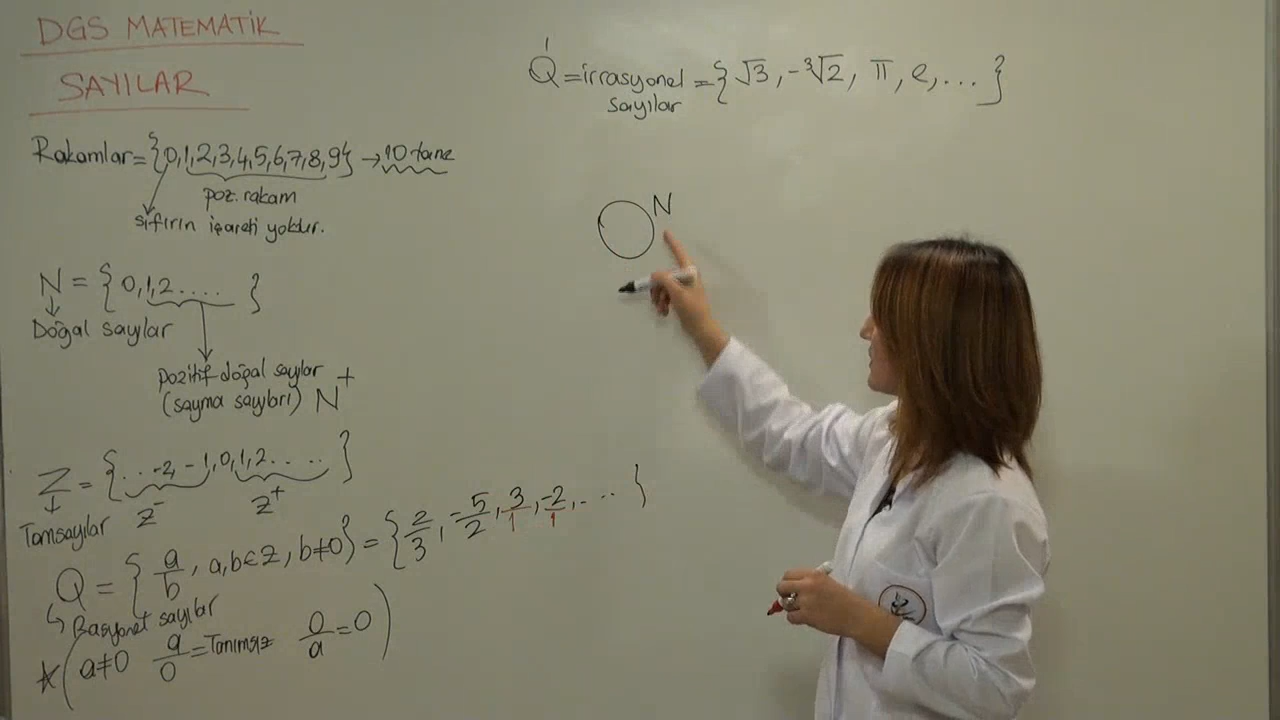 DGS MATEMATİK
SAYILAR
Rakamlar={0,1,2,3,4,5,6,7,8,9} →10 tane
poz. rakam
sıfırın işareti yoktur.
N = {0,1,2.... }
Doğal sayılar
pozitif doğal sayılar
(sayma sayıları) N⁺
Z = {...-2,-1,0,1,2.....}
Z⁻ Z⁺
Tamsayılar
Q = {a/b, a,b∈Z, b≠0} = {2/3, -5/2, 3/1, -2/1, ... }
Rasyonel sayılar
★(a≠0 a/0=Tanımsız 0/a=0)
Q' =irrasyonel ={√3, -³√2, π, e,...}
sayılar
N